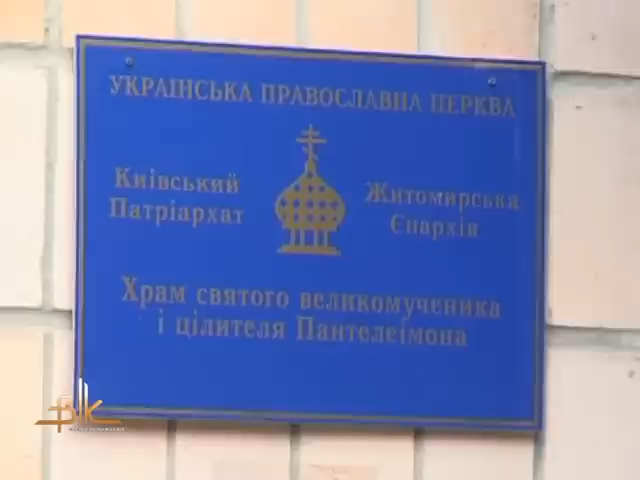 УКРАЇНСЬКА ПРАВОСЛАВНА ЦЕРКВА
Київський Патріархат
Житомирська Єпархія
Храм святого великомученика
і цілителя Пантелеімона